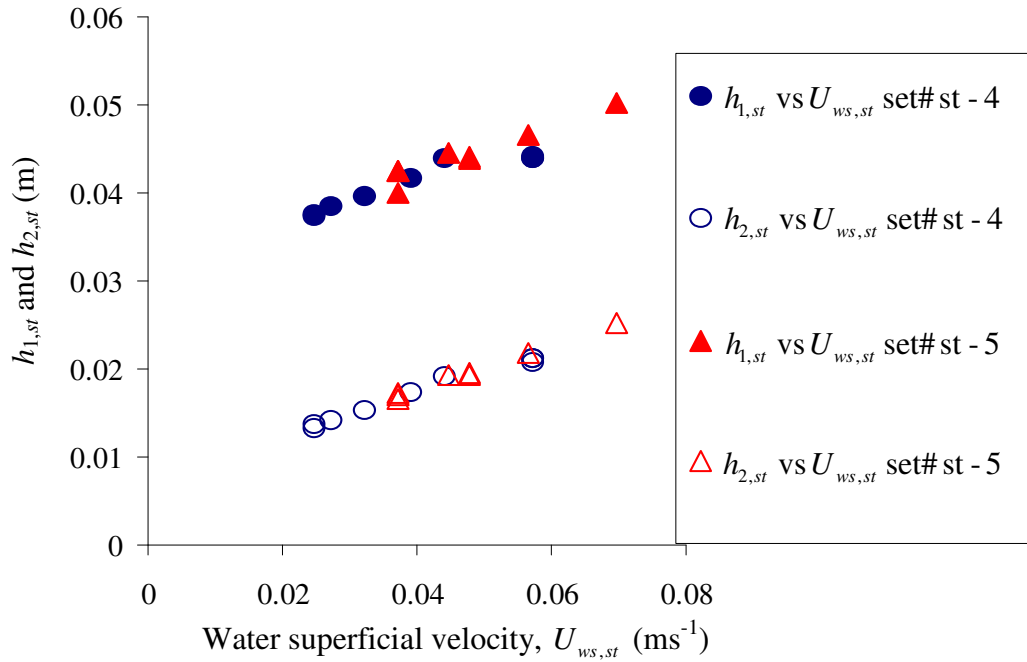 0.06
0.05
0.04
0.03
0.02
0.01
0
h1,st and h2,st (m)
0 0.02 0.04 0.06 0.08
Water superficial velocity, Uws,st (ms-1)
h1,st vs Uws,st set# st - 4
h2,st vs Uws,st set# st - 4
h1,st vs Uws,st set# st - 5
h2,st vs Uws,st set# st - 5